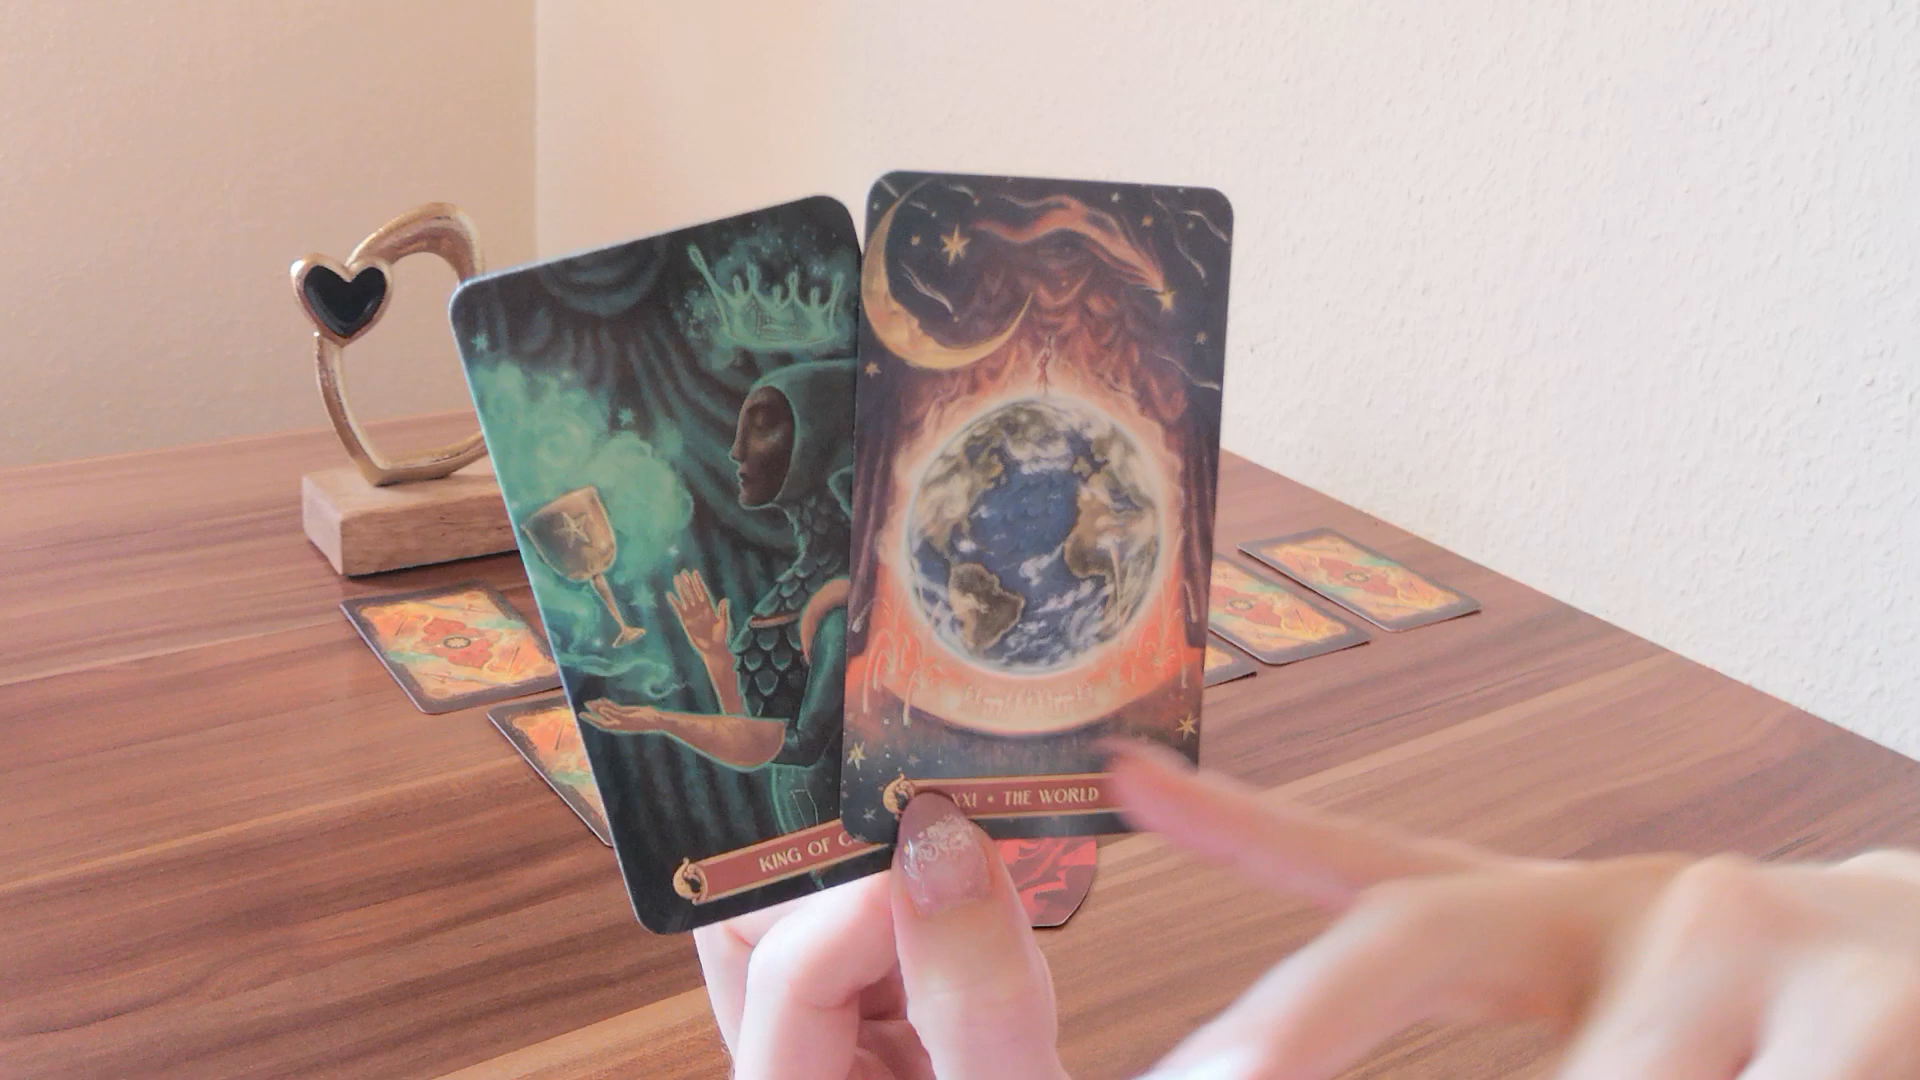 KING OF
XXI • THE WORLD